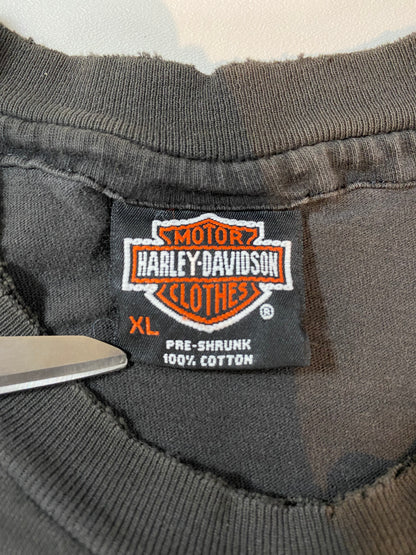 MOTOR
HARLEY-DAVIDSON
CLOTHES
®
XL
PRE-SHRUNK
100% COTTON